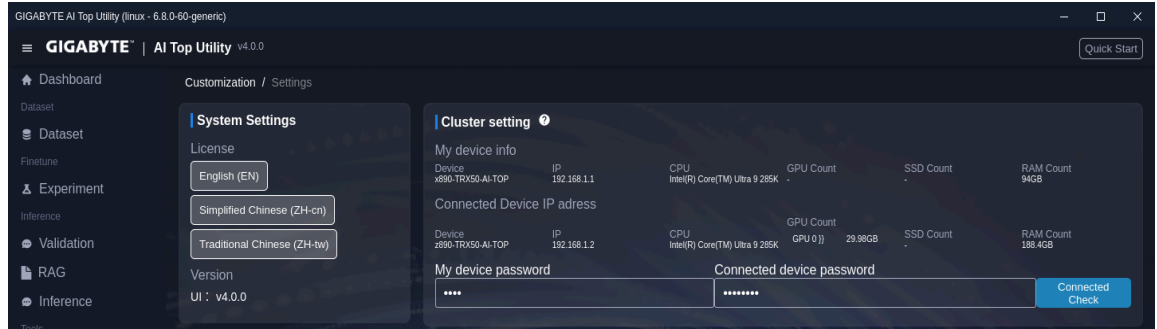 GIGABYTE AI Top Utility (linux - 6.8.0-60-generic)
GIGABYTE™ | AI Top Utility v4.0.0
Quick Start
Dashboard
Dataset
Dataset
Finetune
Experiment
Inference
Validation
RAG
Inference
Tools
Customization / Settings
System Settings
License
English (EN)
Simplified Chinese (ZH-cn)
Traditional Chinese (ZH-tw)
Version
UI : v4.0.0
Cluster setting
My device info
Device IP CPU GPU Count SSD Count RAM Count
x890-TRX50-AI-TOP 192.168.1.1 Intel(R) Core(TM) Ultra 9 285K - - 94GB
Connected Device IP adress
Device IP CPU GPU Count SSD Count RAM Count
z890-TRX50-AI-TOP 192.168.1.2 Intel(R) Core(TM) Ultra 9 285K GPU 0 ]} 29.98GB - 188.4GB
My device password Connected device password
•••• ••••••••
Connected
Check